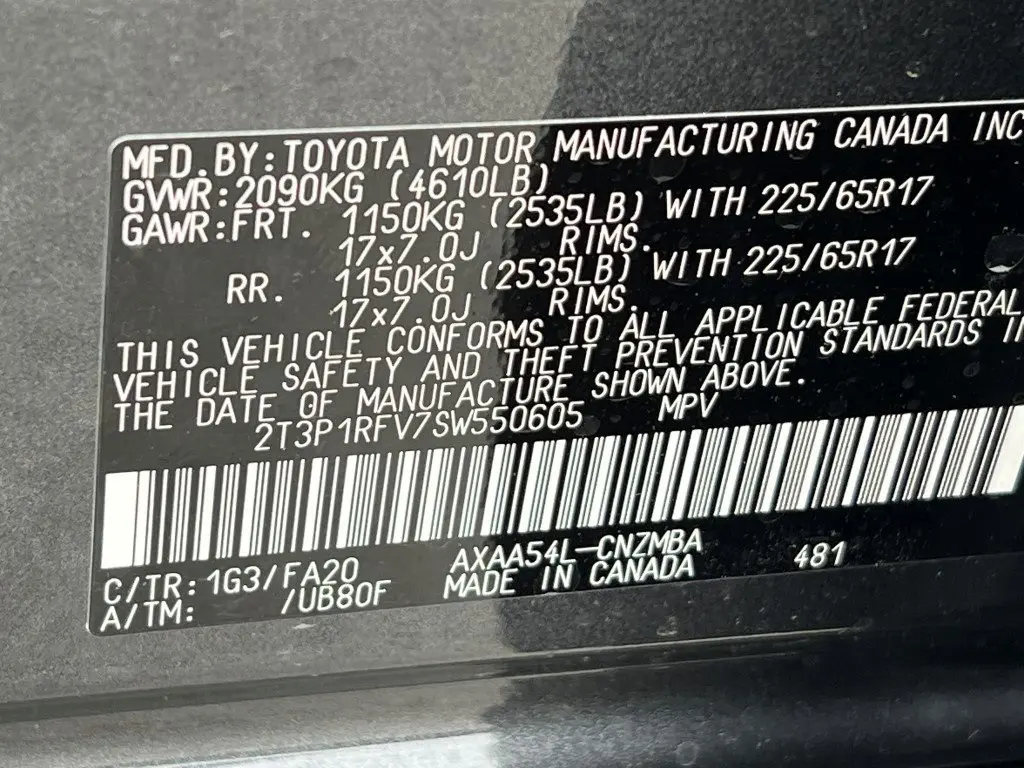 MFD.BY:TOYOTA MOTOR MANUFACTURING CANADA INC
GVWR:2090KG (4610LB)
GAWR:FRT. 1150KG (2535LB) WITH 225/65R17
17x7.0J RIMS.
RR. 1150KG (2535LB) WITH 225/65R17
17x7.0J RIMS.
THIS VEHICLE CONFORMS TO ALL APPLICABLE FEDERAL
VEHICLE SAFETY AND THEFT PREVENTION STANDARDS
THE DATE OF MANUFACTURE SHOWN ABOVE.
2T3P1RFV7SW550605 MPV
C/TR:1G3/FA20 AXAA54L-CNZMBA 481
A/TM: /UB80F MADE IN CANADA